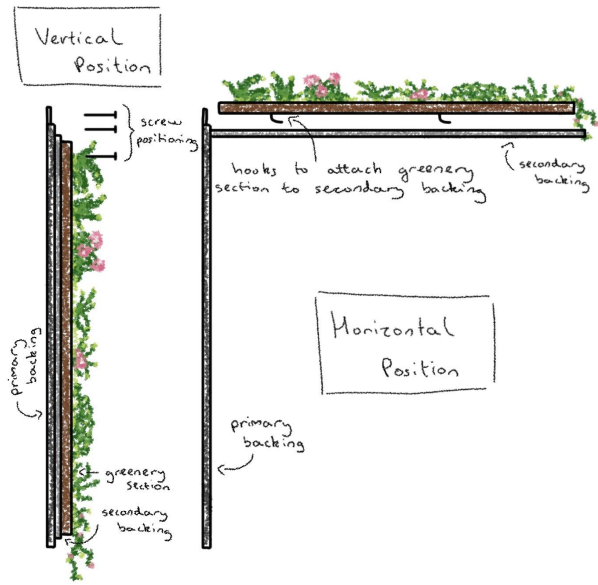 Vertical
Position
screw
positioning
hooks to attach greenery
section to secondary backing
secondary
backing
Horizontal
Position
primary
backing
primary
backing
greenery
section
secondary
backing